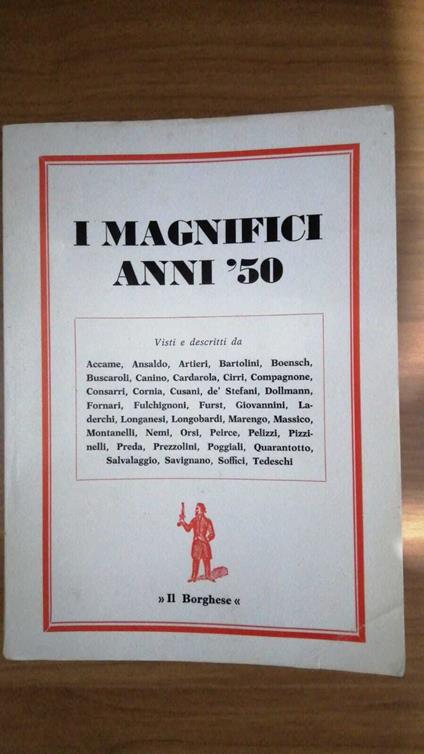 I MAGNIFICI
ANNI '50
Visti e descritti da
Accame, Ansaldo, Artieri, Bartolini, Boensch,
Buscaroli, Canino, Cardarola, Cirri, Compagnone,
Consarri, Cornia, Cusani, de' Stefani, Dollmann,
Fornari, Fulchignoni, Furst, Giovannini, La-
derchi, Longanesi, Longobardi, Marengo, Massico,
Montanelli, Nemi, Orsi, Peirce, Pelizzi, Pizzi-
nelli, Preda, Prezzolini, Poggiali, Quarantotto,
Salvalaggio, Savignano, Soffici, Tedeschi
» Il Borghese «